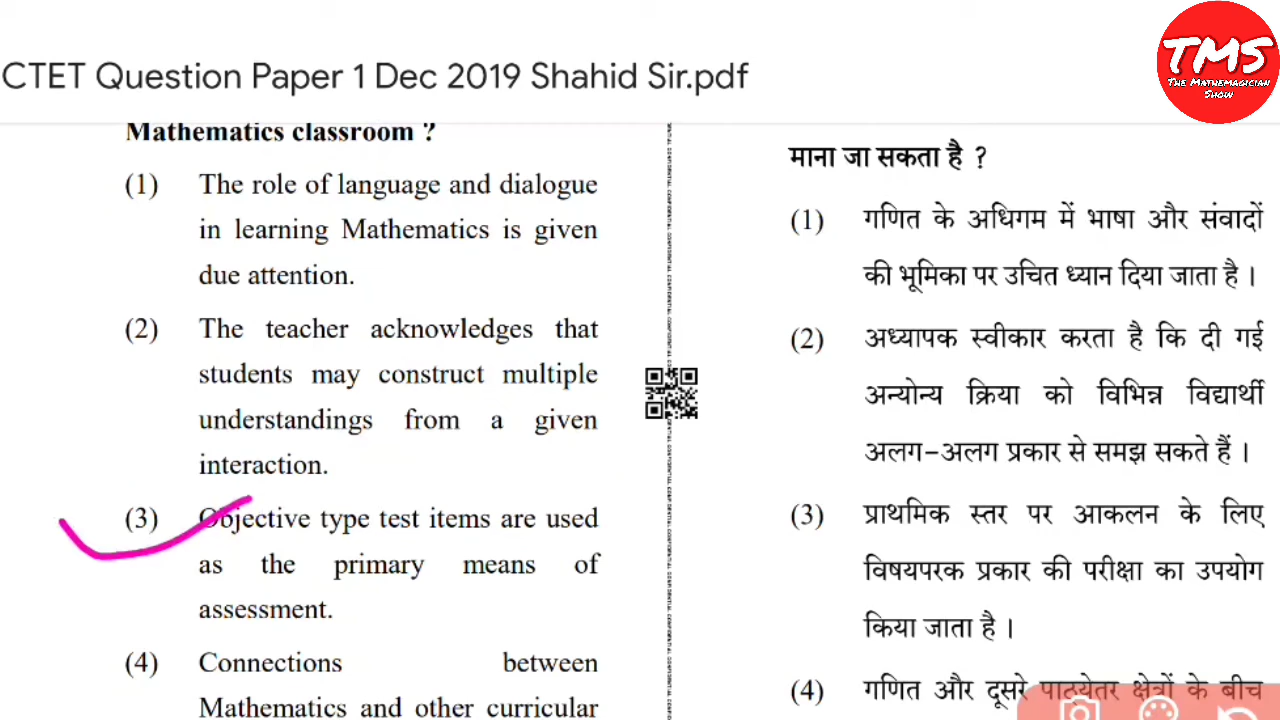 TMS
The Mathemagician
Show
CTET Question Paper 1 Dec 2019 Shahid Sir.pdf
Mathematics classroom ?
(1) The role of language and dialogue
in learning Mathematics is given
due attention.
(2) The teacher acknowledges that
students may construct multiple
understandings from a given
interaction.
(3) Objective type test items are used
as the primary means of
assessment.
(4) Connections between
Mathematics and other curricular
माना जा सकता है ?
(1) गणित के अधिगम में भाषा और संवादों
की भूमिका पर उचित ध्यान दिया जाता है ।
(2) अध्यापक स्वीकार करता है कि दी गई
अन्योन्य क्रिया को विभिन्न विद्यार्थी
अलग-अलग प्रकार से समझ सकते हैं ।
(3) प्राथमिक स्तर पर आकलन के लिए
विषयपरक प्रकार की परीक्षा का उपयोग
किया जाता है ।
(4) गणित और दूसरे पाठ्येतर क्षेत्रों के बीच